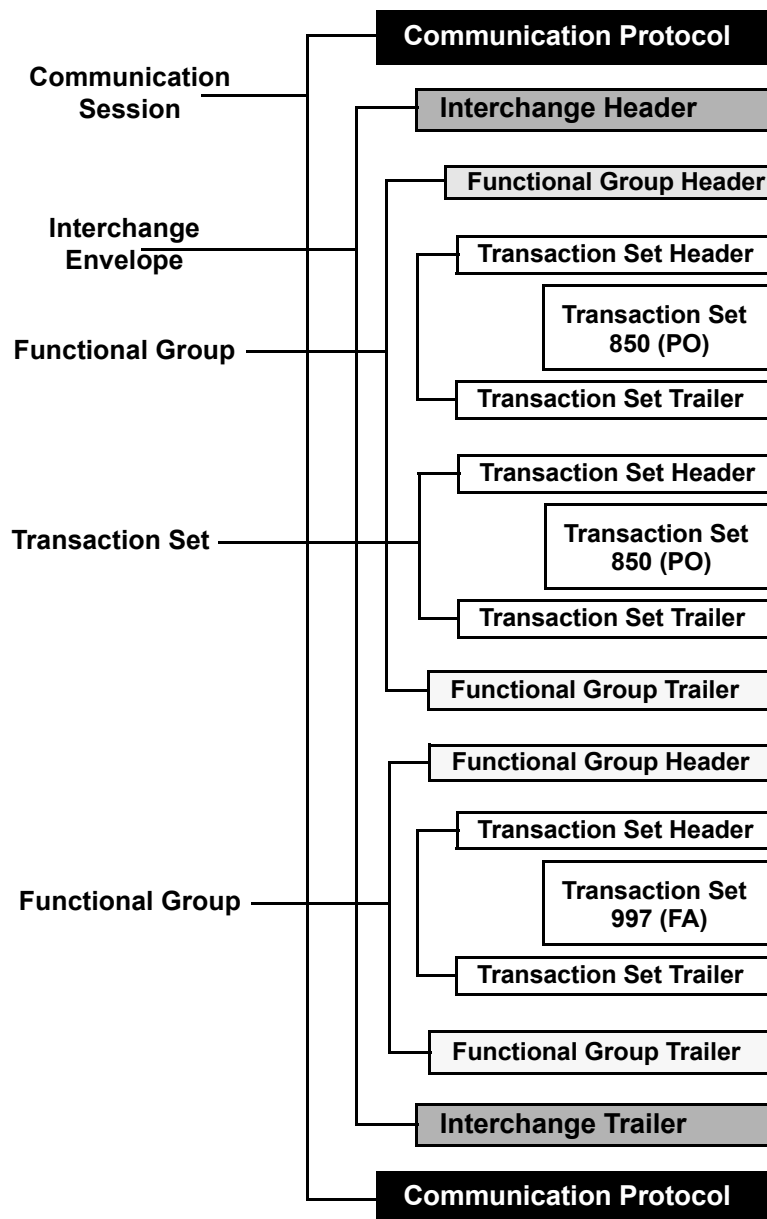 Communication Protocol
Communication
Session
Interchange Header
Functional Group Header
Interchange
Envelope
Transaction Set Header
Transaction Set
850 (PO)
Functional Group
Transaction Set Trailer
Transaction Set Header
Transaction Set
Transaction Set
850 (PO)
Transaction Set Trailer
Functional Group Trailer
Functional Group Header
Transaction Set Header
Functional Group
Transaction Set
997 (FA)
Transaction Set Trailer
Functional Group Trailer
Interchange Trailer
Communication Protocol